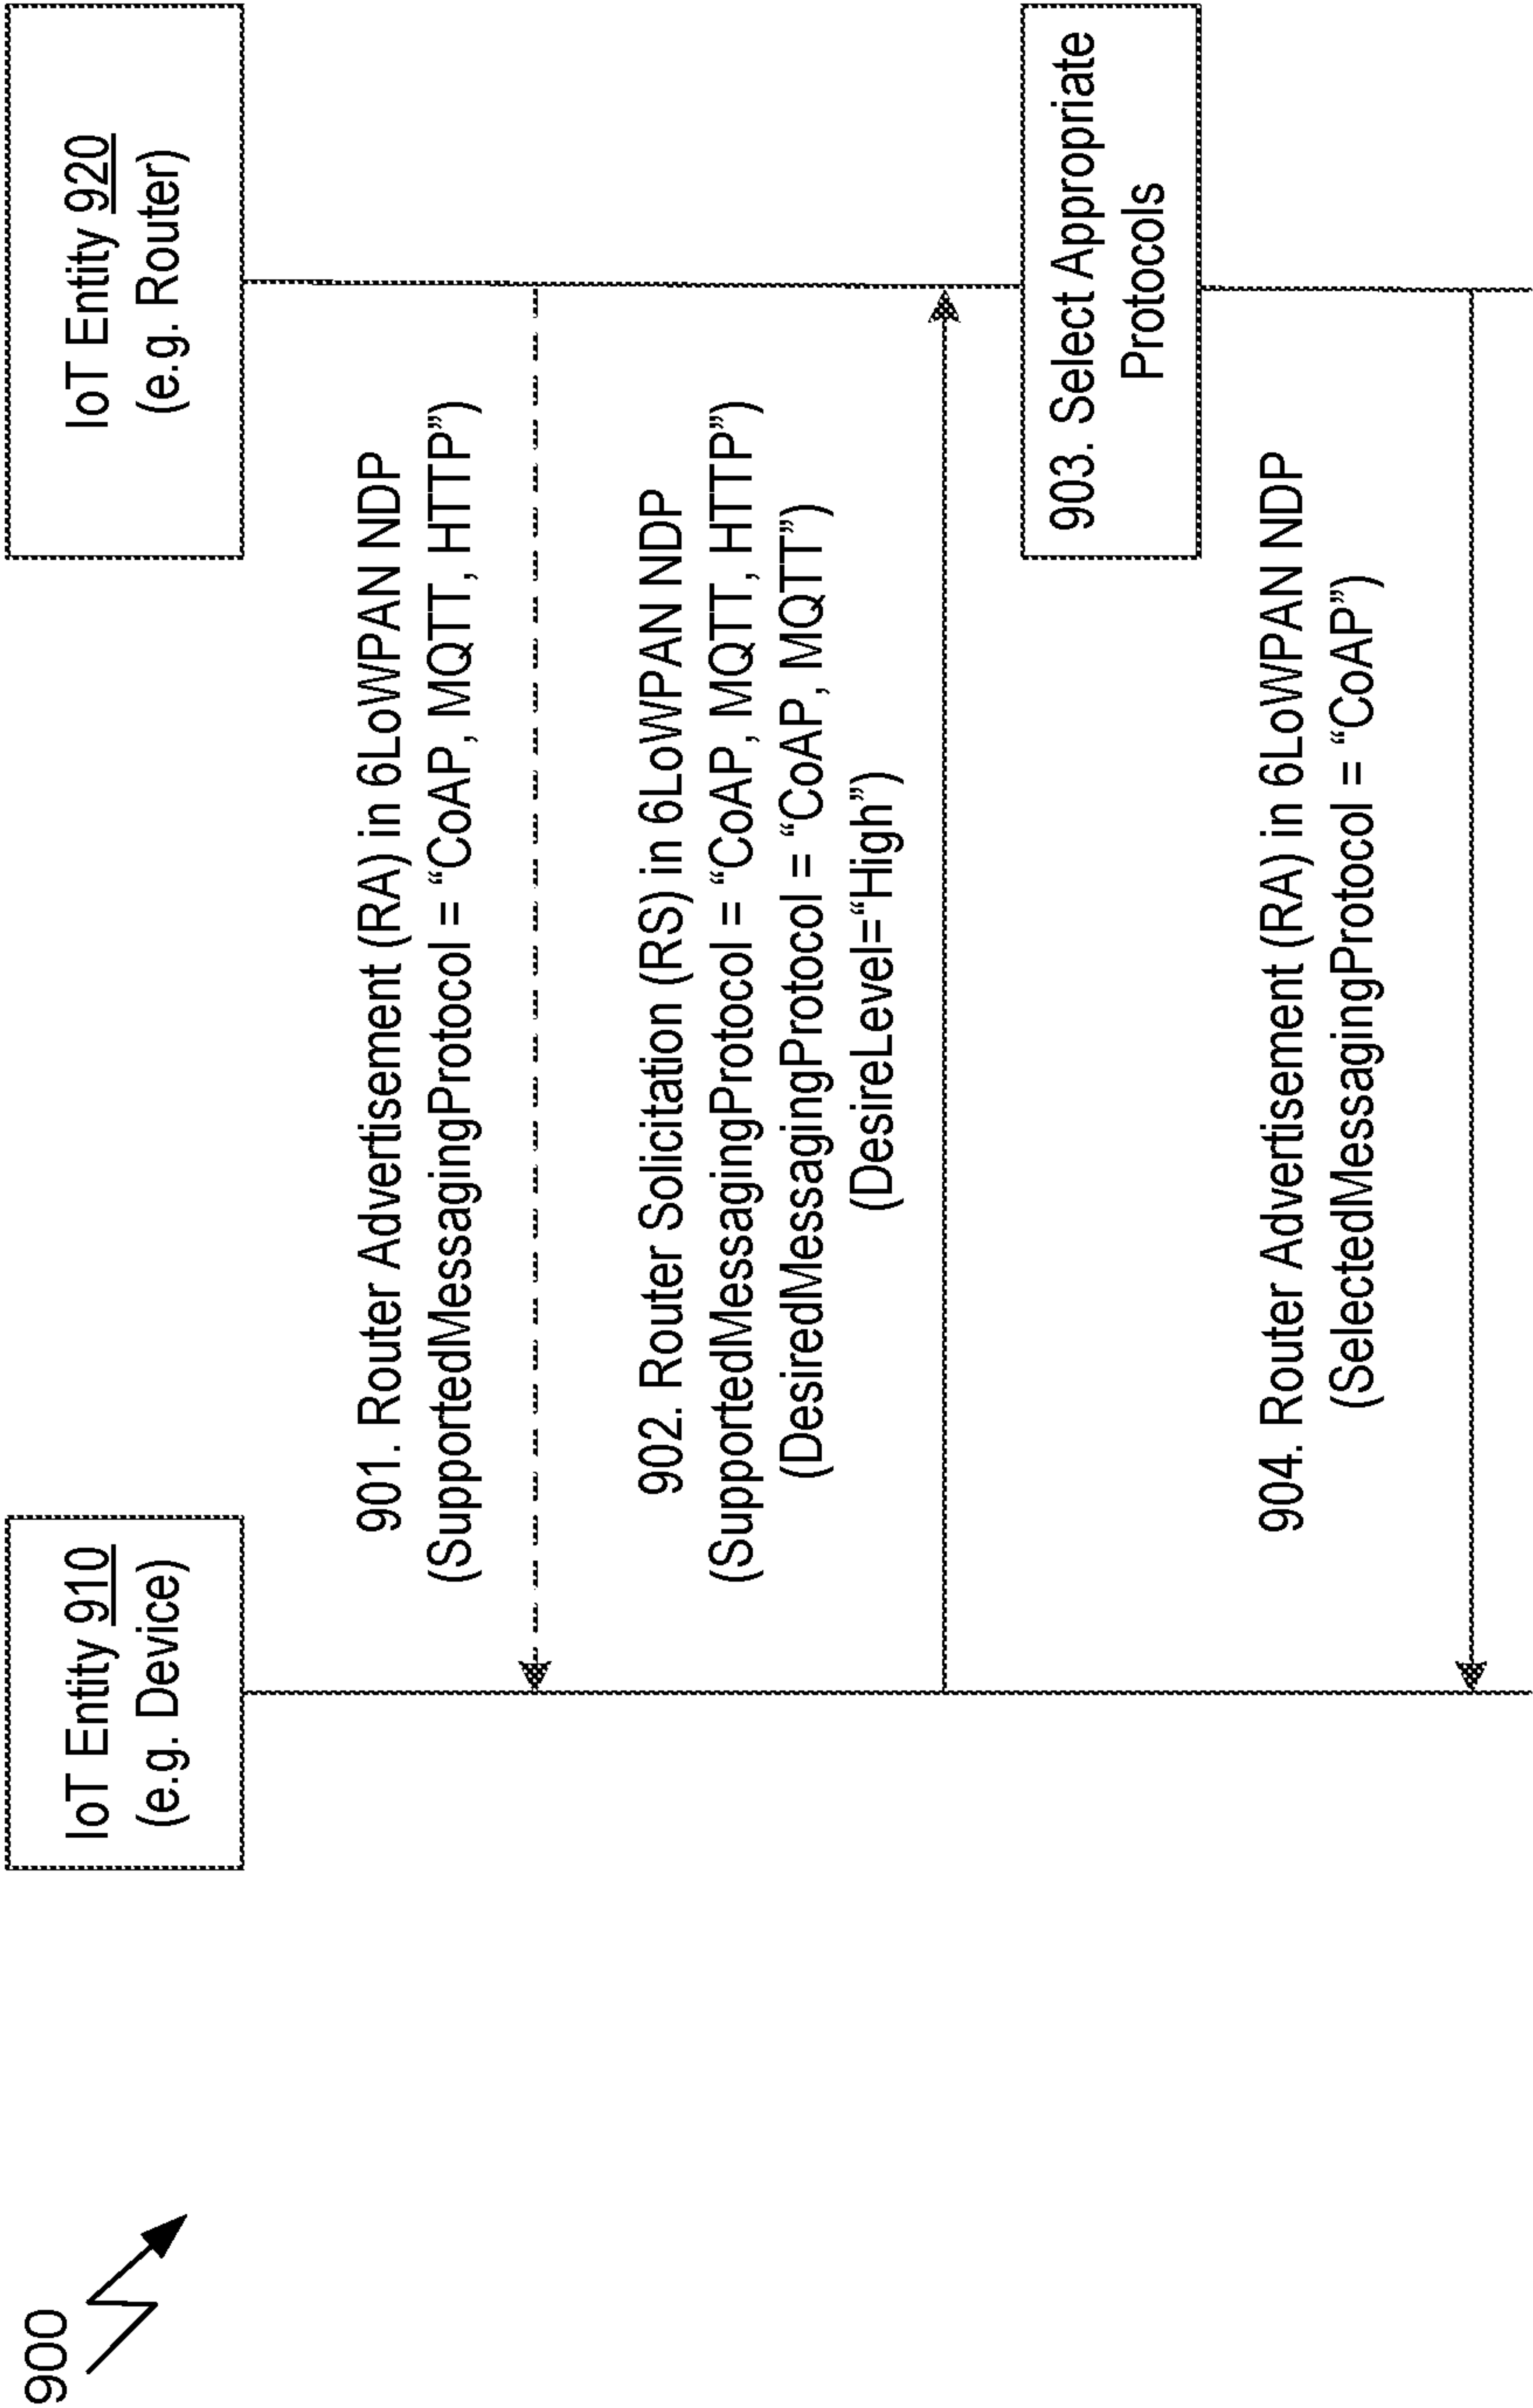 900
IoT Entity 910
(e.g. Device)
IoT Entity 920
(e.g. Router)
901. Router Advertisement (RA) in 6LoWPAN NDP
(SupportedMessagingProtocol = “CoAP, MQTT, HTTP”)
902. Router Solicitation (RS) in 6LoWPAN NDP
(SupportedMessagingProtocol = “CoAP, MQTT, HTTP”)
(DesiredMessagingProtocol = “CoAP, MQTT”)
(DesireLevel=“High”)
903. Select Appropriate
Protocols
904. Router Advertisement (RA) in 6LoWPAN NDP
(SelectedMessagingProtocol = “CoAP”)